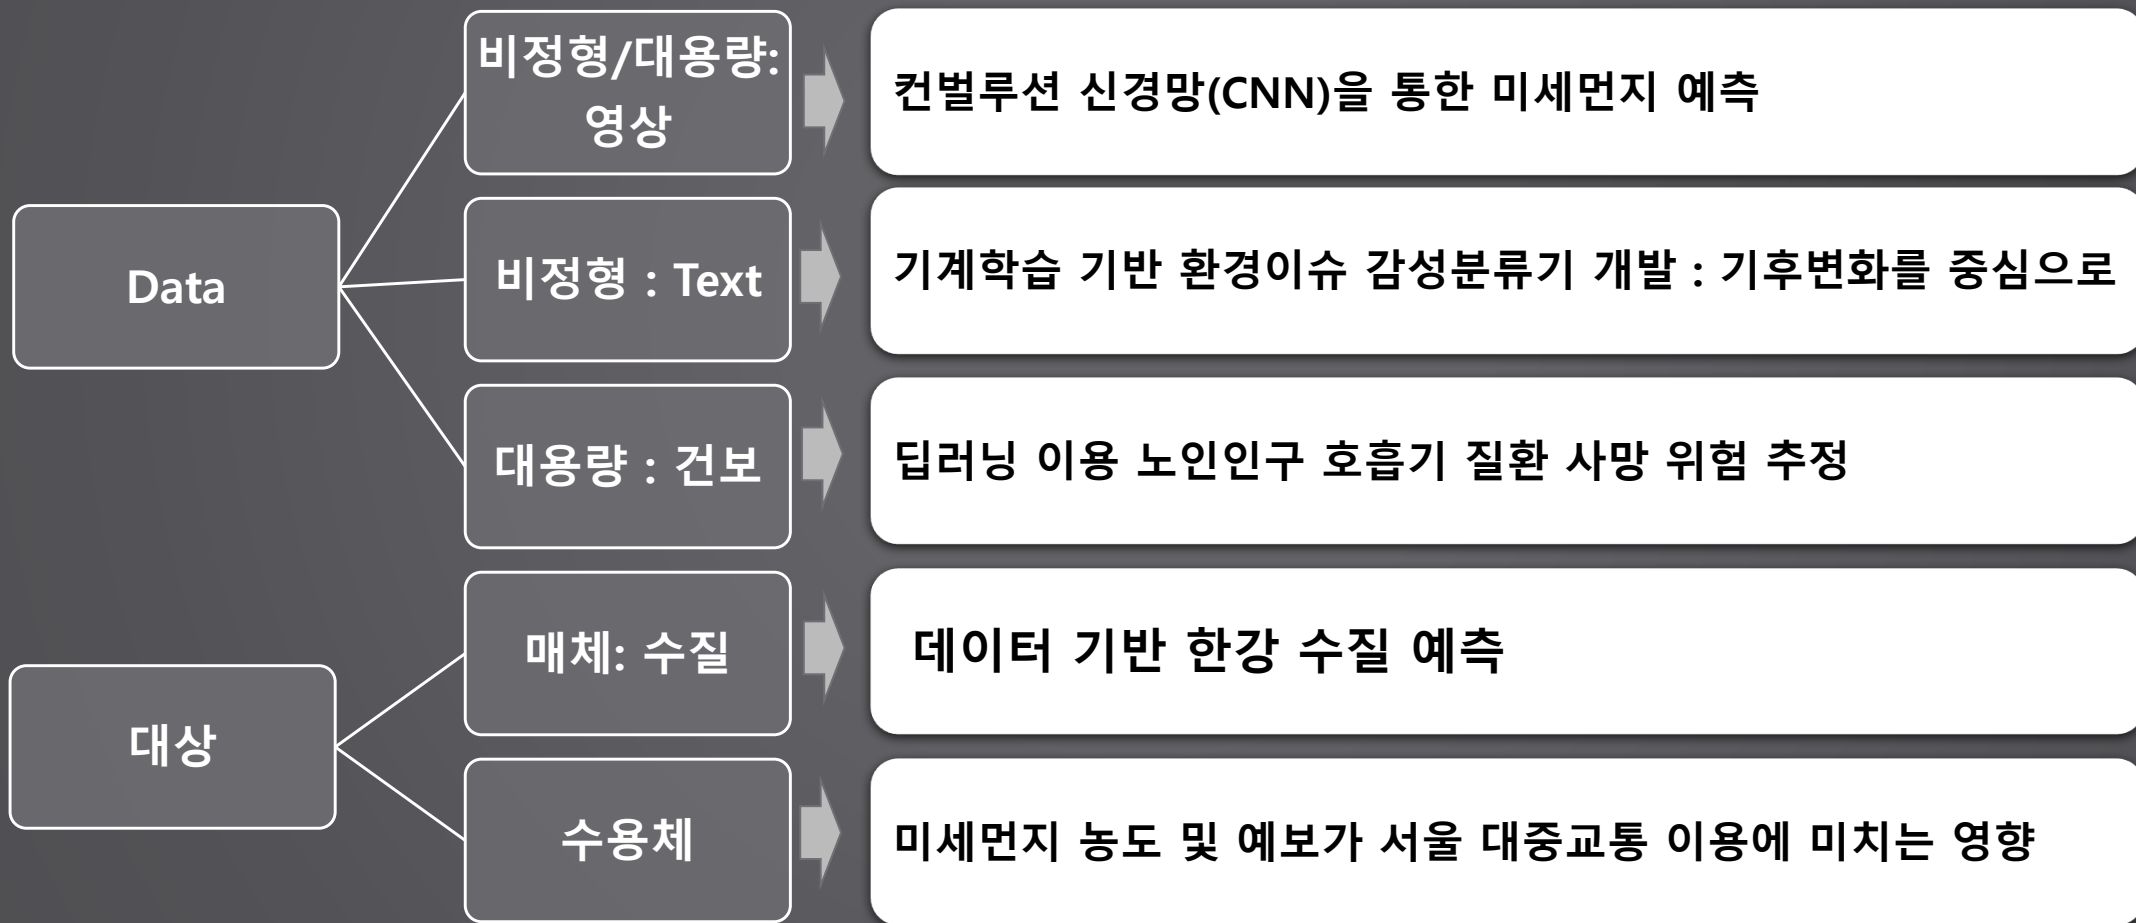 비정형/대용량:
영상
컨벌루션 신경망(CNN)을 통한 미세먼지 예측
Data
비정형 : Text
기계학습 기반 환경이슈 감성분류기 개발 : 기후변화를 중심으로
대용량 : 건보
딥러닝 이용 노인인구 호흡기 질환 사망 위험 추정
대상
매체: 수질
데이터 기반 한강 수질 예측
수용체
미세먼지 농도 및 예보가 서울 대중교통 이용에 미치는 영향